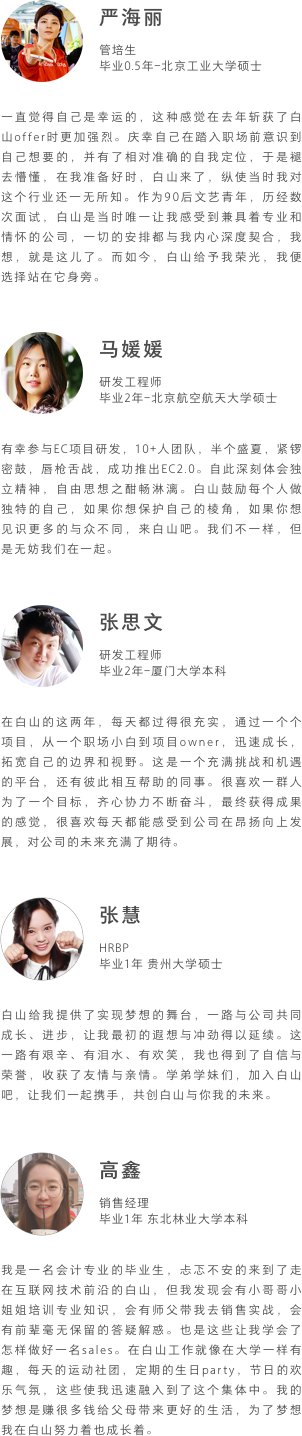 严海丽
管培生
毕业0.5年-北京工业大学硕士
一直觉得自己是幸运的，这种感觉在去年斩获了白
山offer时更加强烈。庆幸自己在踏入职场前意识到
自己想要的，并有了相对准确的自我定位，于是褪
去懵懂，在我准备好时，白山来了，纵使当时我对
这个行业还一无所知。作为90后文艺青年，历经数
次面试，白山是当时唯一让我感受到兼具着专业和
情怀的公司，一切的安排都与我内心深度契合，我
想，就是这儿了。而如今，白山给予我荣光，我便
选择站在它身旁。
马媛媛
研发工程师
毕业2年-北京航空航天大学硕士
有幸参与EC项目研发，10+人团队，半个盛夏，紧锣
密鼓，唇枪舌战，成功推出EC2.0。自此深刻体会独
立精神，自由思想之酣畅淋漓。白山鼓励每个人做
独特的自己，如果你想保护自己的棱角，如果你想
见识更多的与众不同，来白山吧。我们不一样，但
是无妨我们在一起。
张思文
研发工程师
毕业2年-厦门大学本科
在白山的这两年，每天都过得很充实，通过一个个
项目，从一个职场小白到项目owner，迅速成长，
拓宽自己的边界和视野。这是一个充满挑战和机遇
的平台，还有彼此相互帮助的同事。很喜欢一群人
为了一个目标，齐心协力不断奋斗，最终获得成果
的感觉，很喜欢每天都能感受到公司在昂扬向上发
展，对公司的未来充满了期待。
张慧
HRBP
毕业1年 贵州大学硕士
白山给我提供了实现梦想的舞台，一路与公司共同
成长、进步，让我最初的遐想与冲劲得以延续。这
一路有艰辛、有泪水、有欢笑，我也得到了自信与
荣誉，收获了友情与亲情。学弟学妹们，加入白山
吧，让我们一起携手，共创白山与你我的未来。
高鑫
销售经理
毕业1年 东北林业大学本科
我是一名会计专业的毕业生，忐忑不安的来到了走
在互联网技术前沿的白山，但我发现会有小哥哥小
姐姐培训专业知识，会有师父带我去销售实战，会
有前辈毫无保留的答疑解惑。也是这些让我学会了
怎样做好一名sales。在白山工作就像在大学一样有
趣，每天的运动社团，定期的生日party，节日的欢
乐气氛，这些使我迅速融入到了这个集体中。我的
梦想是赚很多钱给父母带来更好的生活，为了梦想
我在白山努力着也成长着。